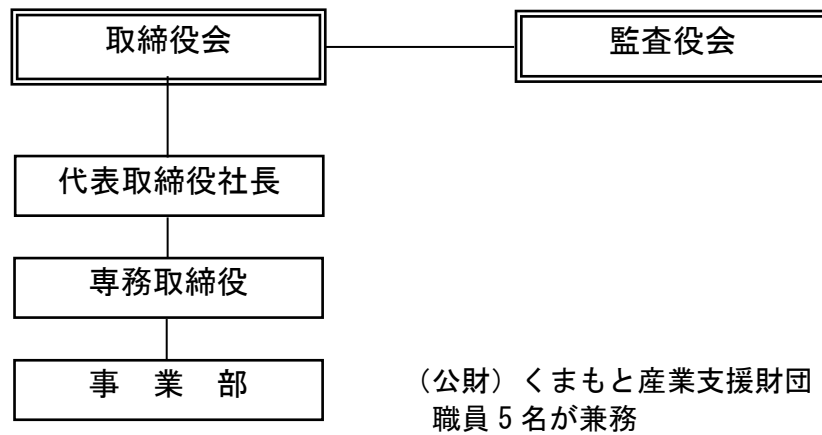 取締役会
監査役会
代表取締役社長
専務取締役
事　業　部
（公財）くまもと産業支援財団
職員5名が兼務